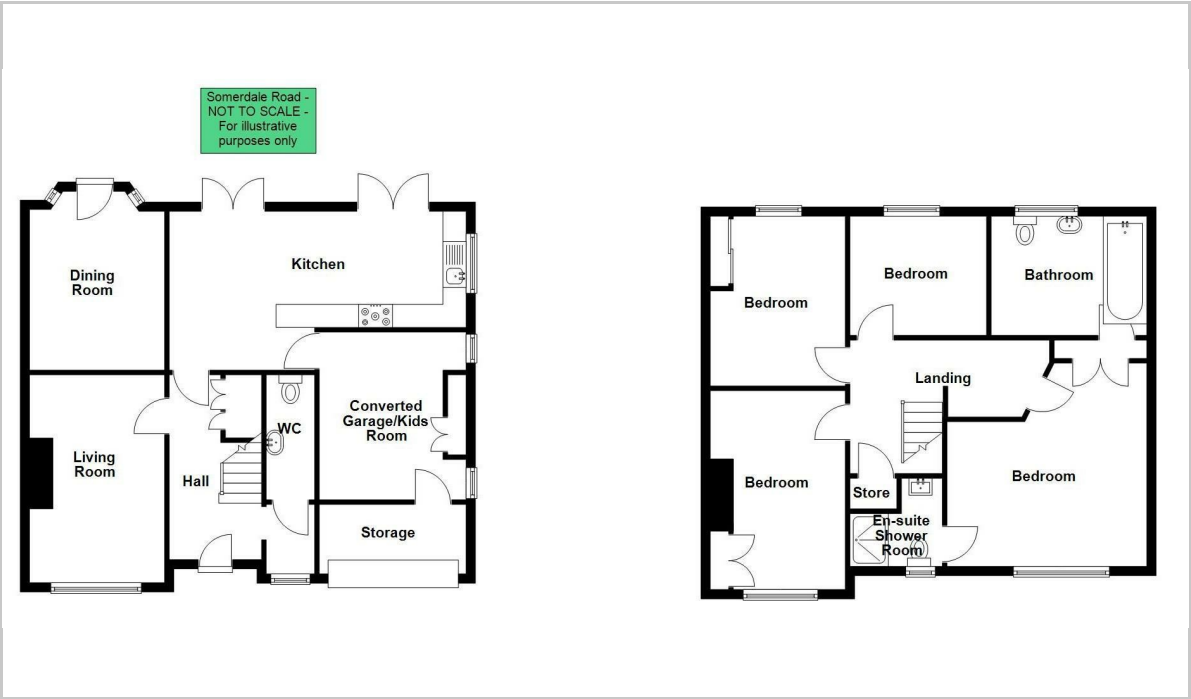 Somerdale Road -
NOT TO SCALE -
For illustrative
purposes only
Dining
Room
Kitchen
Living
Room
Hall
WC
Converted
Garage/Kids
Room
Storage
Bedroom
Bedroom
Bathroom
Landing
Bedroom
Store
En-suite
Shower
Room
Bedroom